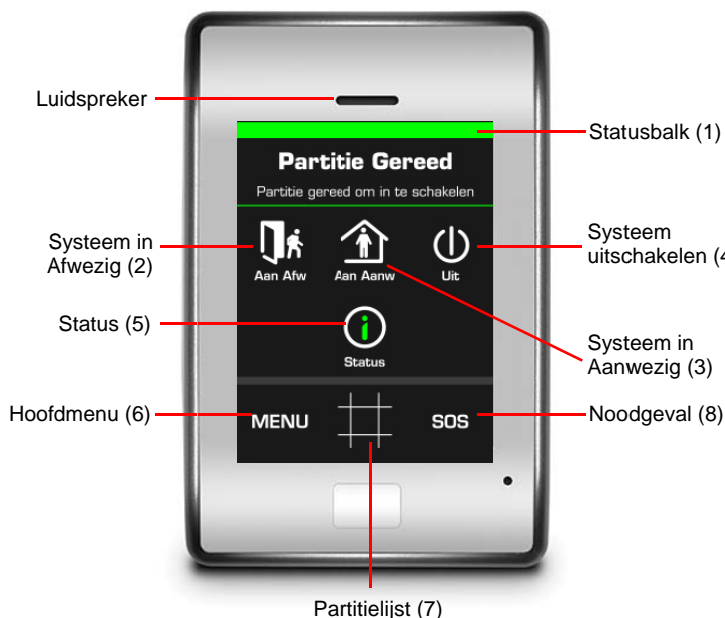 Luidspreker
Statusbalk (1)
Partitie Gereed
Partitie gereed om in te schakelen
Systeem in
Afwezig (2)
Aan Afw
Aan Aanw
Uit
Systeem
uitschakelen (4
Status (5)
Status
Systeem in
Aanwezig (3)
Hoofdmenu (6)
MENU
SOS
Noodgeval (8)
Partitielijst (7)